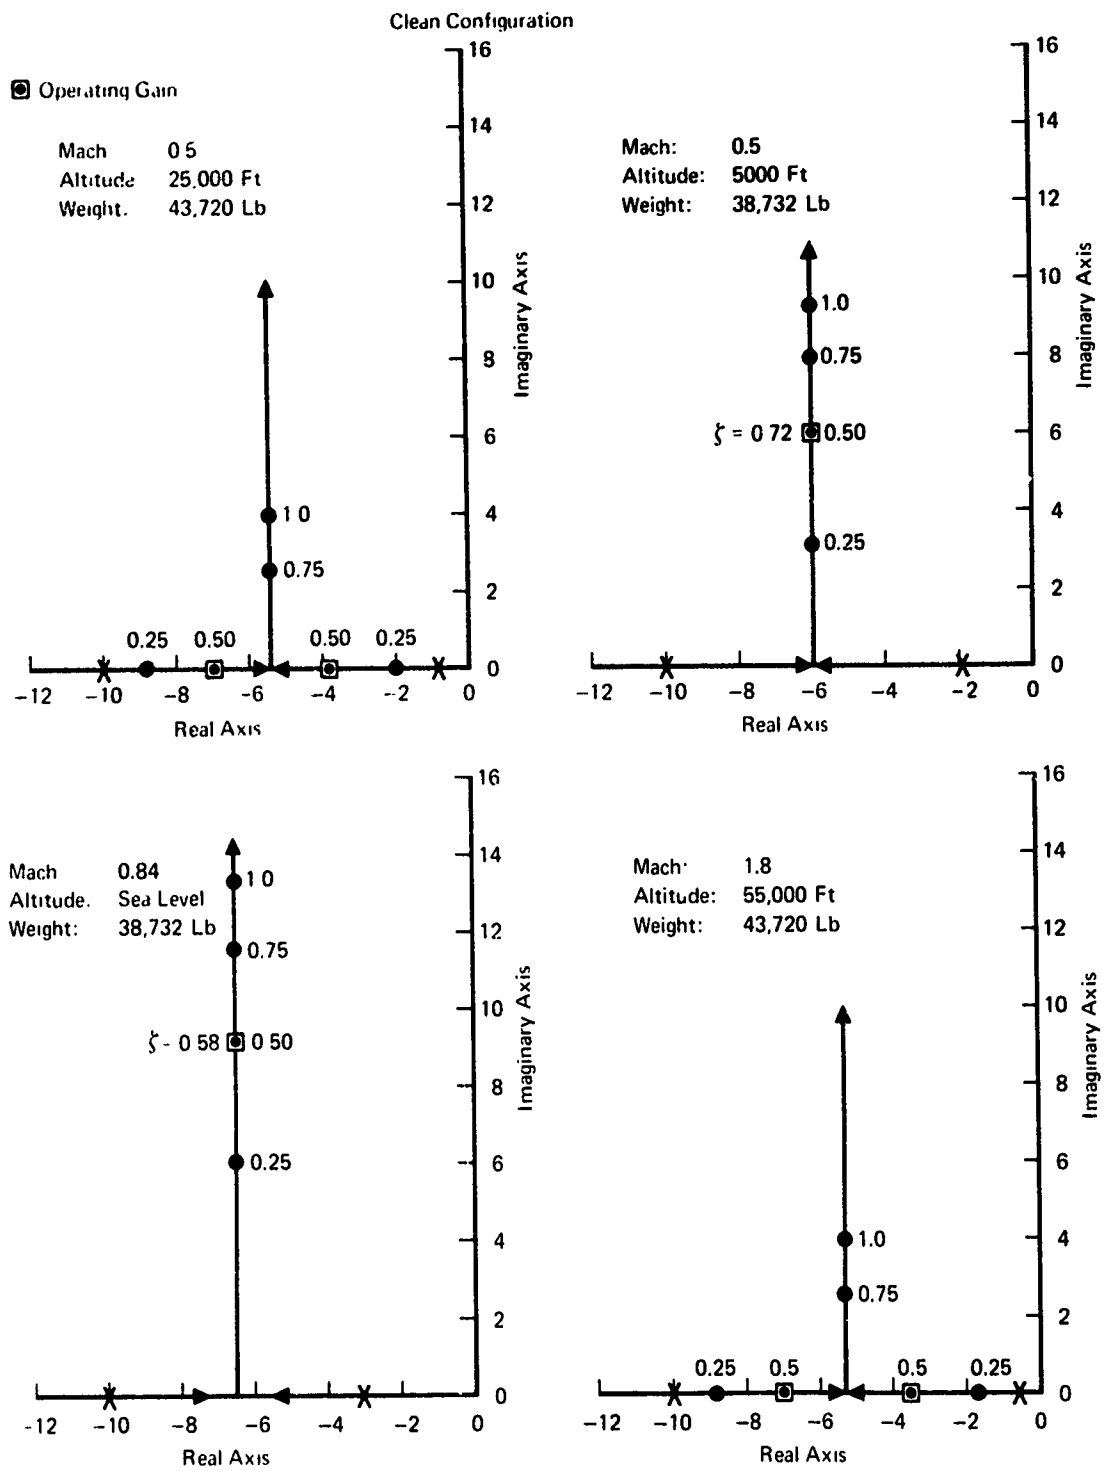 Clean Configuration
Operating Gain
Mach 0 5
Altitude 25,000 Ft
Weight. 43,720 Lb
16
14
12
10
8
6
4
2
0
Imaginary Axis
1 0
0.75
0.25 0.50 0.50 0.25
-12 -10 -8 -6 -4 -2 0
Real Axis
Mach: 0.5
Altitude: 5000 Ft
Weight: 38,732 Lb
16
14
12
10
8
6
4
2
0
Imaginary Axis
1.0
0.75
ζ = 0 72 0.50
0.25
-12 -10 -8 -6 -4 -2 0
Real Axis
Mach 0.84
Altitude. Sea Level
Weight: 38,732 Lb
16
14
12
10
8
6
4
2
0
Imaginary Axis
1 0
0.75
ζ - 0 58 0 50
0.25
-12 -10 -8 -6 -4 -2 0
Real Axis
Mach· 1.8
Altitude: 55,000 Ft
Weight: 43,720 Lb
16
14
12
10
8
6
4
2
0
Imaginary Axis
1.0
0.75
0.25 0.5 0.5 0.25
-12 -10 -8 -6 -4 -2 0
Real Axis